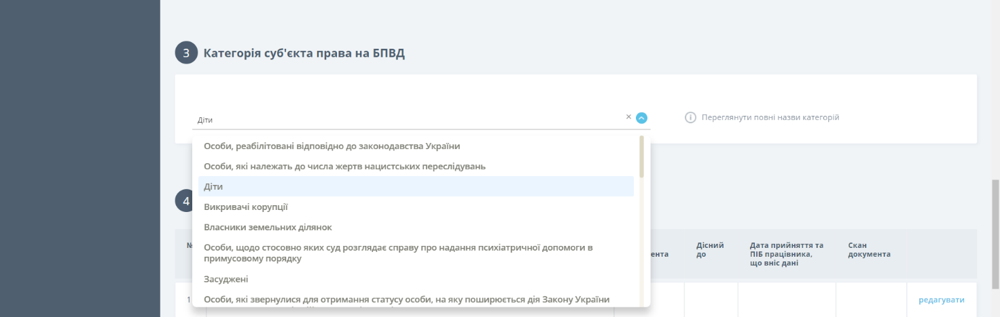 3 Категорія суб'єкта права на БПВД
Діти ×
Переглянути повні назви категорій
Особи, реабілітовані відповідно до законодавства України
Особи, які належать до числа жертв нацистських переслідувань
Діти
Викривачі корупції
Власники земельних ділянок
Особи, щодо стосовно яких суд розглядає справу про надання психіатричної допомоги в
примусовому порядку
Засуджені
Особи, які звернулися для отримання статусу особи, на яку поширюється дія Закону України
4
№
ента
Дісний
до
Дата прийняття та
ПІБ працівника,
що вніс дані
Скан
документа
1
редагувати